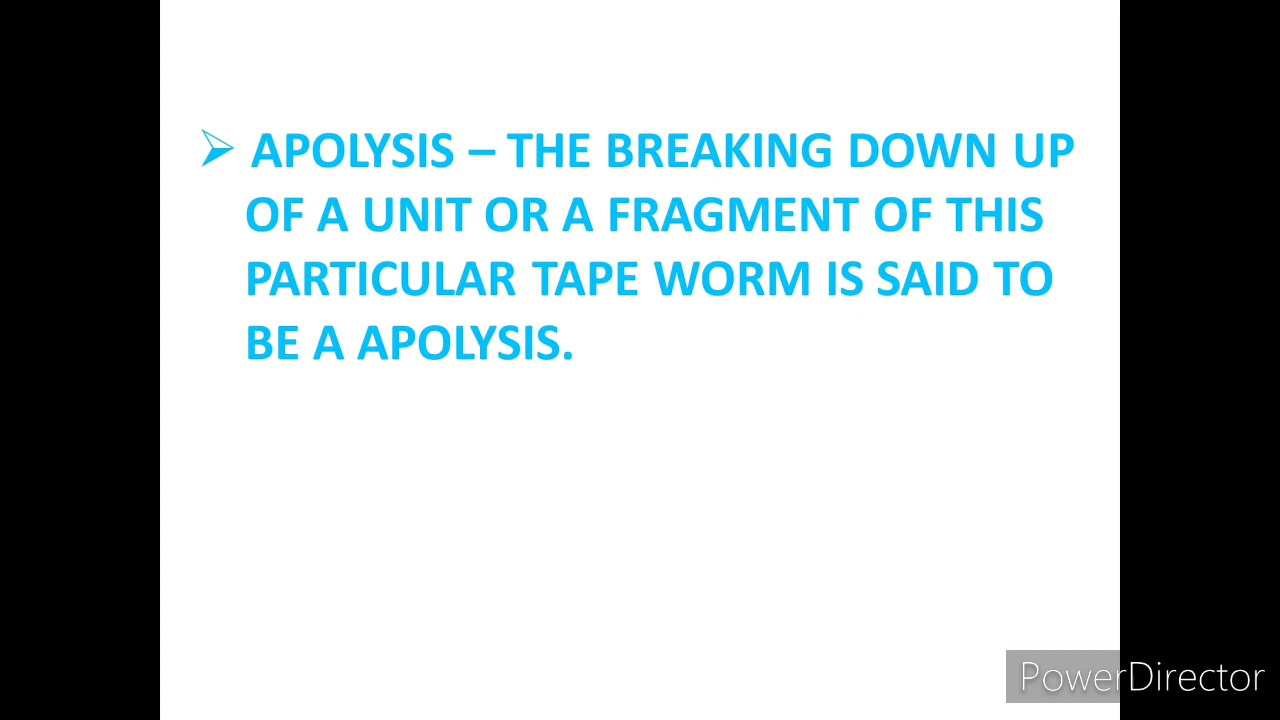 ➢ APOLYSIS – THE BREAKING DOWN UP
OF A UNIT OR A FRAGMENT OF THIS
PARTICULAR TAPE WORM IS SAID TO
BE A APOLYSIS.
PowerDirector